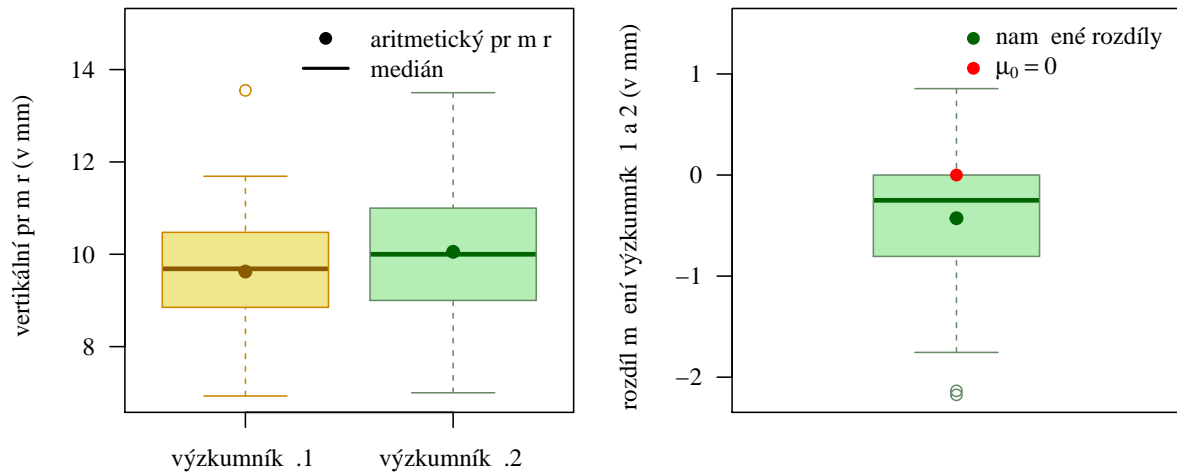 vertikální pr m r (v mm)
14
12
10
8
aritmetický pr m r
medián
výzkumník .1
výzkumník .2
rozdíl m ení výzkumník 1 a 2 (v mm)
1
0
−1
−2
nam ené rozdíly
μ₀ = 0